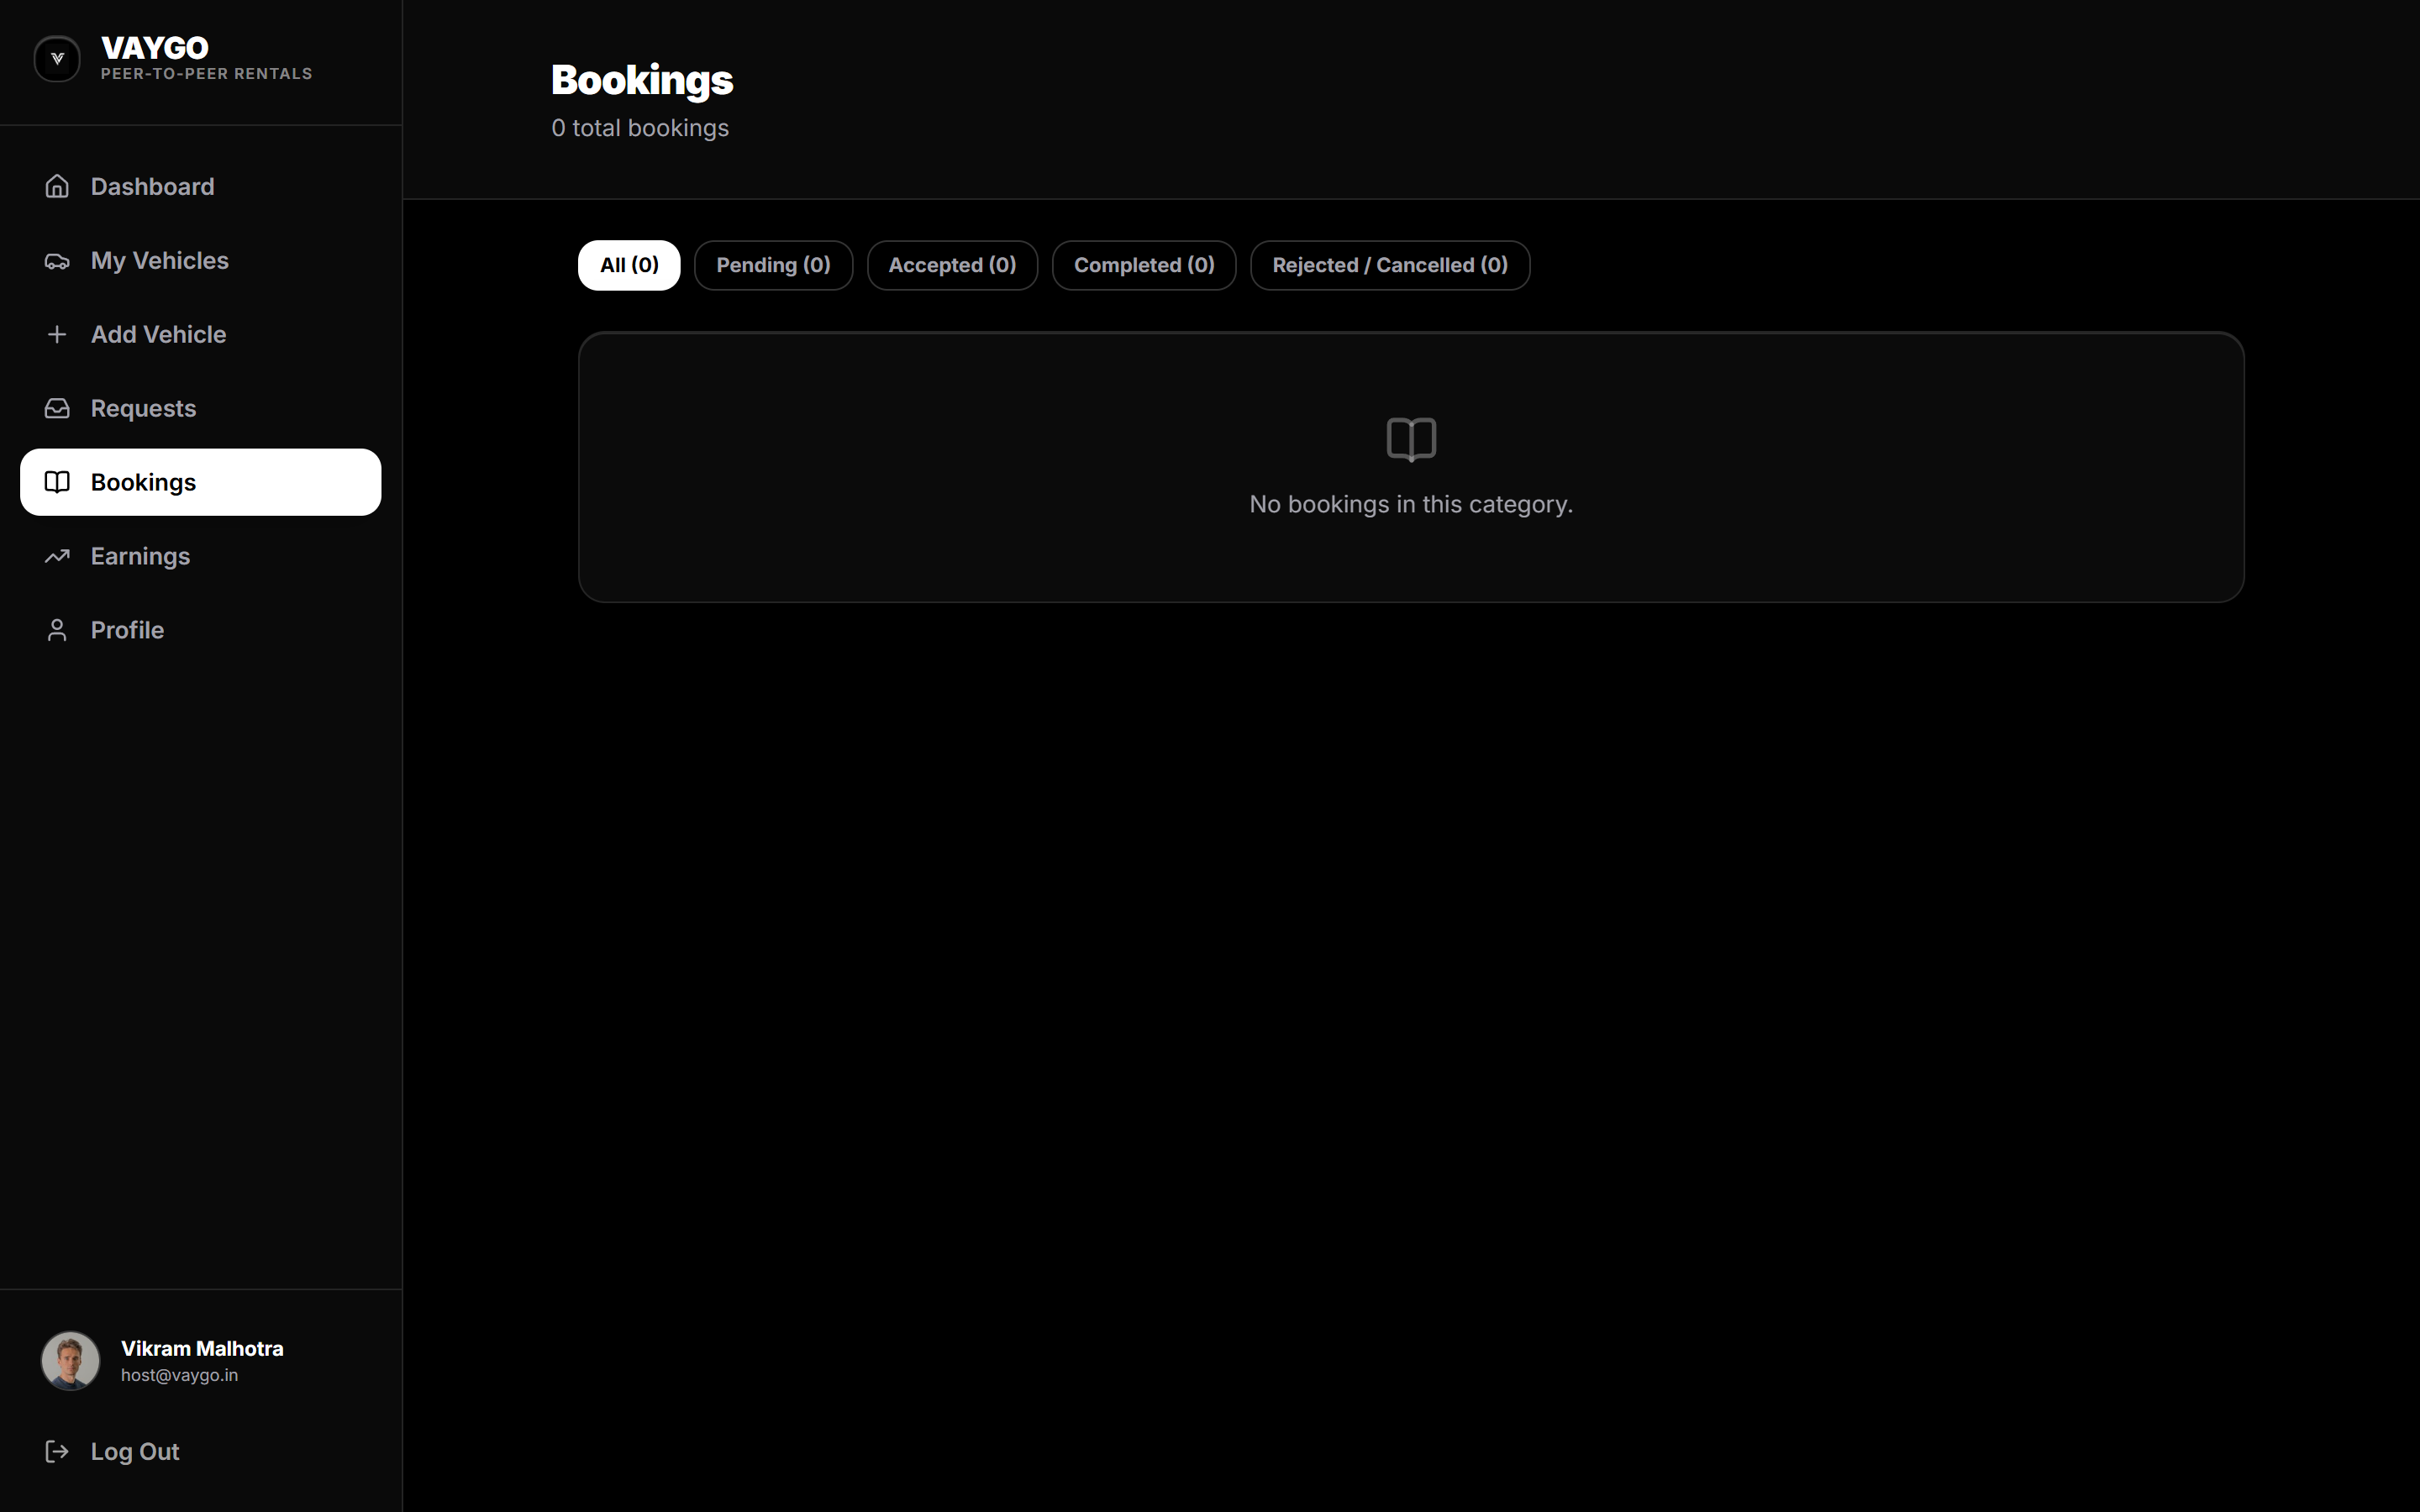 VAYGO
PEER-TO-PEER RENTALS
Dashboard
My Vehicles
Add Vehicle
Requests
Bookings
Earnings
Profile
Vikram Malhotra
host@vaygo.in
Log Out
Bookings
0 total bookings
All (0)
Pending (0)
Accepted (0)
Completed (0)
Rejected / Cancelled (0)
No bookings in this category.